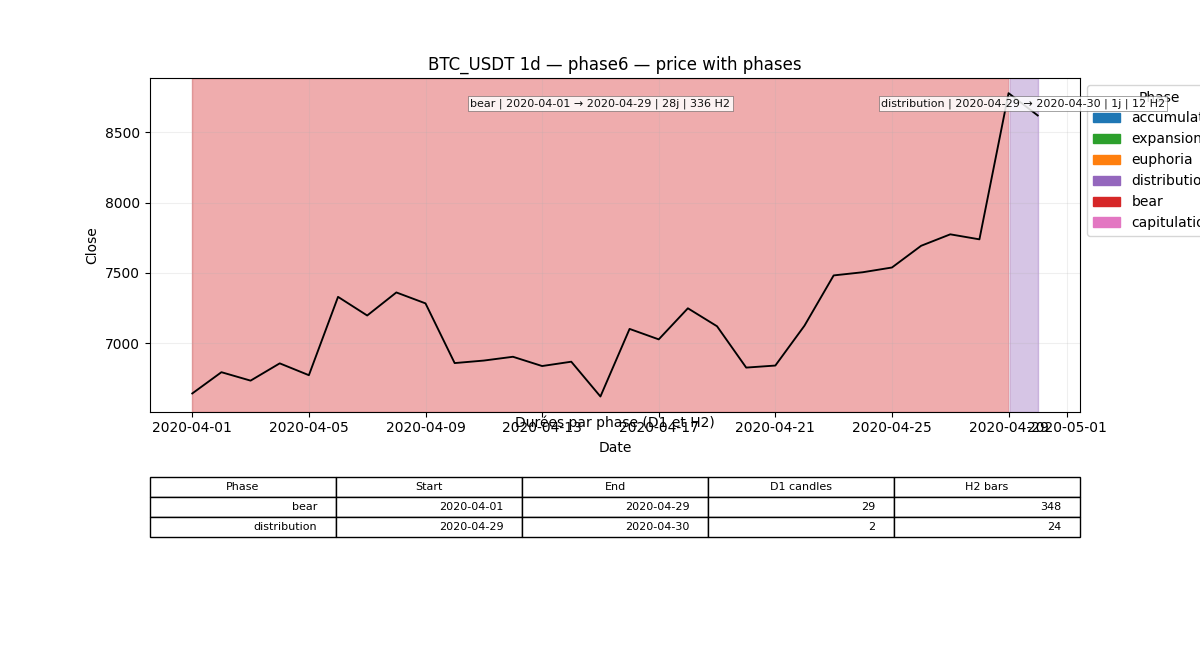 BTC_USDT 1d — phase6 — price with phases
bear | 2020-04-01 → 2020-04-29 | 28j | 336 H2
distribution | 2020-04-29 → 2020-04-30 | 1j | 12 H2
Phase
accumulat
expansion
euphoria
distributio
bear
capitulatio
Close
8500
8000
7500
7000
2020-04-01 2020-04-05 2020-04-09 2020-04-13 2020-04-17 2020-04-21 2020-04-25 2020-04-29 2020-05-01
Durées par phase (D1 et H2)
Date
Phase Start End D1 candles H2 bars
bear 2020-04-01 2020-04-29 29 348
distribution 2020-04-29 2020-04-30 2 24